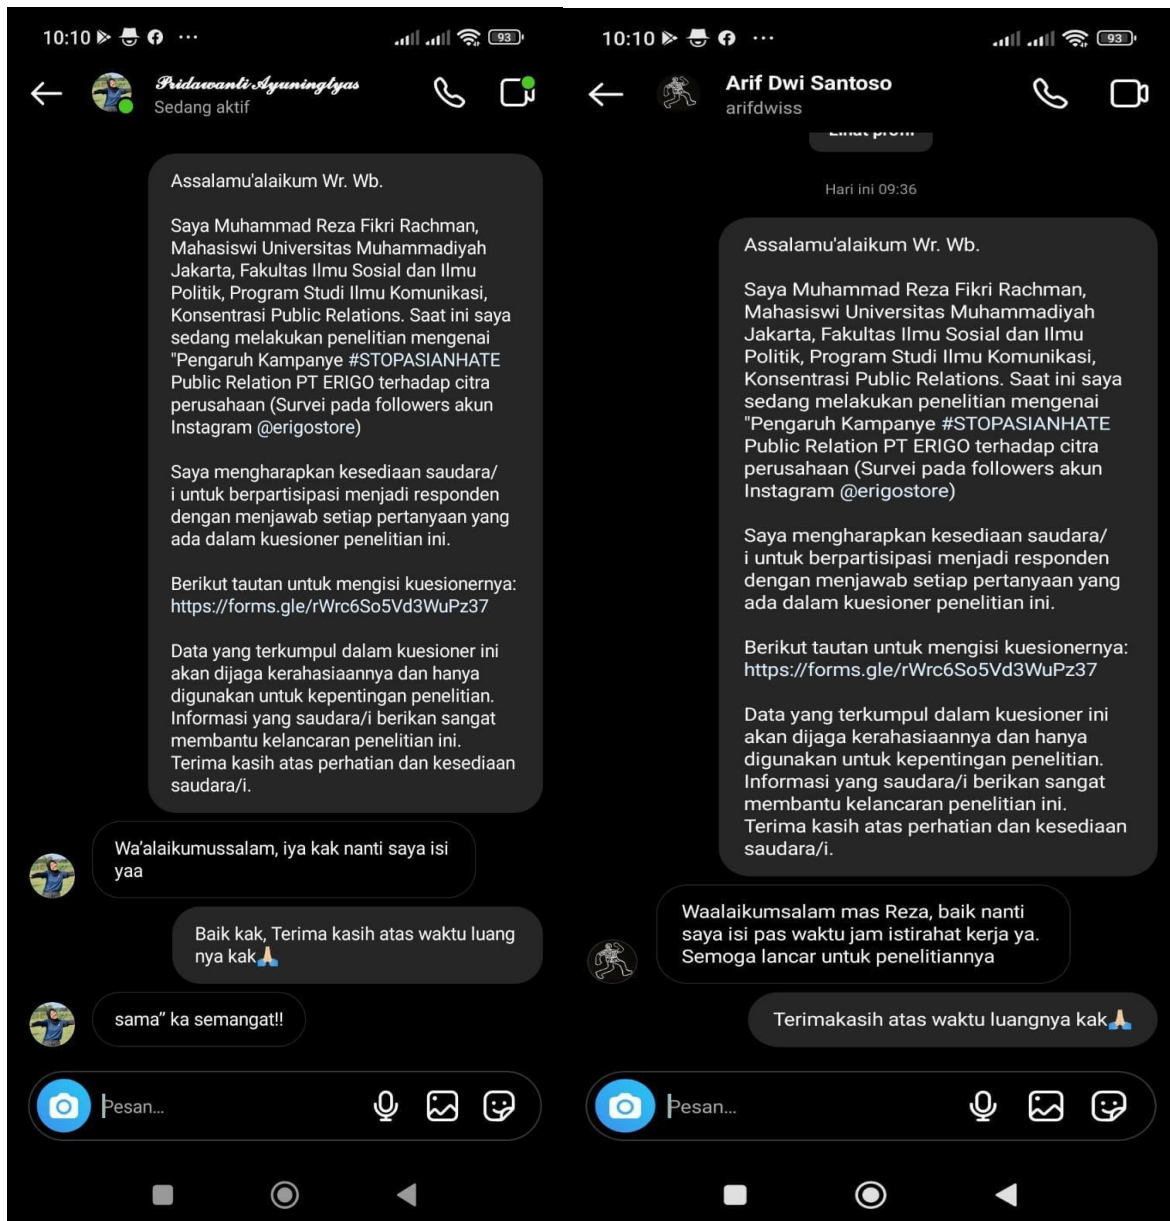 10:10
93
Pridawanti Ayuningtyas
Sedang aktif
Assalamu'alaikum Wr. Wb.
Saya Muhammad Reza Fikri Rachman,
Mahasiswi Universitas Muhammadiyah
Jakarta, Fakultas Ilmu Sosial dan Ilmu
Politik, Program Studi Ilmu Komunikasi,
Konsentrasi Public Relations. Saat ini saya
sedang melakukan penelitian mengenai
"Pengaruh Kampanye #STOPASIANHATE
Public Relation PT ERIGO terhadap citra
perusahaan (Survei pada followers akun
Instagram @erigostore)
Saya mengharapkan kesediaan saudara/
i untuk berpartisipasi menjadi responden
dengan menjawab setiap pertanyaan yang
ada dalam kuesioner penelitian ini.
Berikut tautan untuk mengisi kuesionernya:
https://forms.gle/rWrc6So5Vd3WuPz37
Data yang terkumpul dalam kuesioner ini
akan dijaga kerahasiaannya dan hanya
digunakan untuk kepentingan penelitian.
Informasi yang saudara/i berikan sangat
membantu kelancaran penelitian ini.
Terima kasih atas perhatian dan kesediaan
saudara/i.
Wa'alaikumussalam, iya kak nanti saya isi
yaa
Baik kak, Terima kasih atas waktu luang
nya kak🙏🏻
sama” ka semangat!!
Pesan...
10:10
93
Arif Dwi Santoso
arifdwiss
Lihat profil
Hari ini 09:36
Assalamu'alaikum Wr. Wb.
Saya Muhammad Reza Fikri Rachman,
Mahasiswi Universitas Muhammadiyah
Jakarta, Fakultas Ilmu Sosial dan Ilmu
Politik, Program Studi Ilmu Komunikasi,
Konsentrasi Public Relations. Saat ini saya
sedang melakukan penelitian mengenai
"Pengaruh Kampanye #STOPASIANHATE
Public Relation PT ERIGO terhadap citra
perusahaan (Survei pada followers akun
Instagram @erigostore)
Saya mengharapkan kesediaan saudara/
i untuk berpartisipasi menjadi responden
dengan menjawab setiap pertanyaan yang
ada dalam kuesioner penelitian ini.
Berikut tautan untuk mengisi kuesionernya:
https://forms.gle/rWrc6So5Vd3WuPz37
Data yang terkumpul dalam kuesioner ini
akan dijaga kerahasiaannya dan hanya
digunakan untuk kepentingan penelitian.
Informasi yang saudara/i berikan sangat
membantu kelancaran penelitian ini.
Terima kasih atas perhatian dan kesediaan
saudara/i.
Waalaikumsalam mas Reza, baik nanti
saya isi pas waktu jam istirahat kerja ya.
Semoga lancar untuk penelitiannya
Terimakasih atas waktu luangnya kak🙏🏻
Pesan...